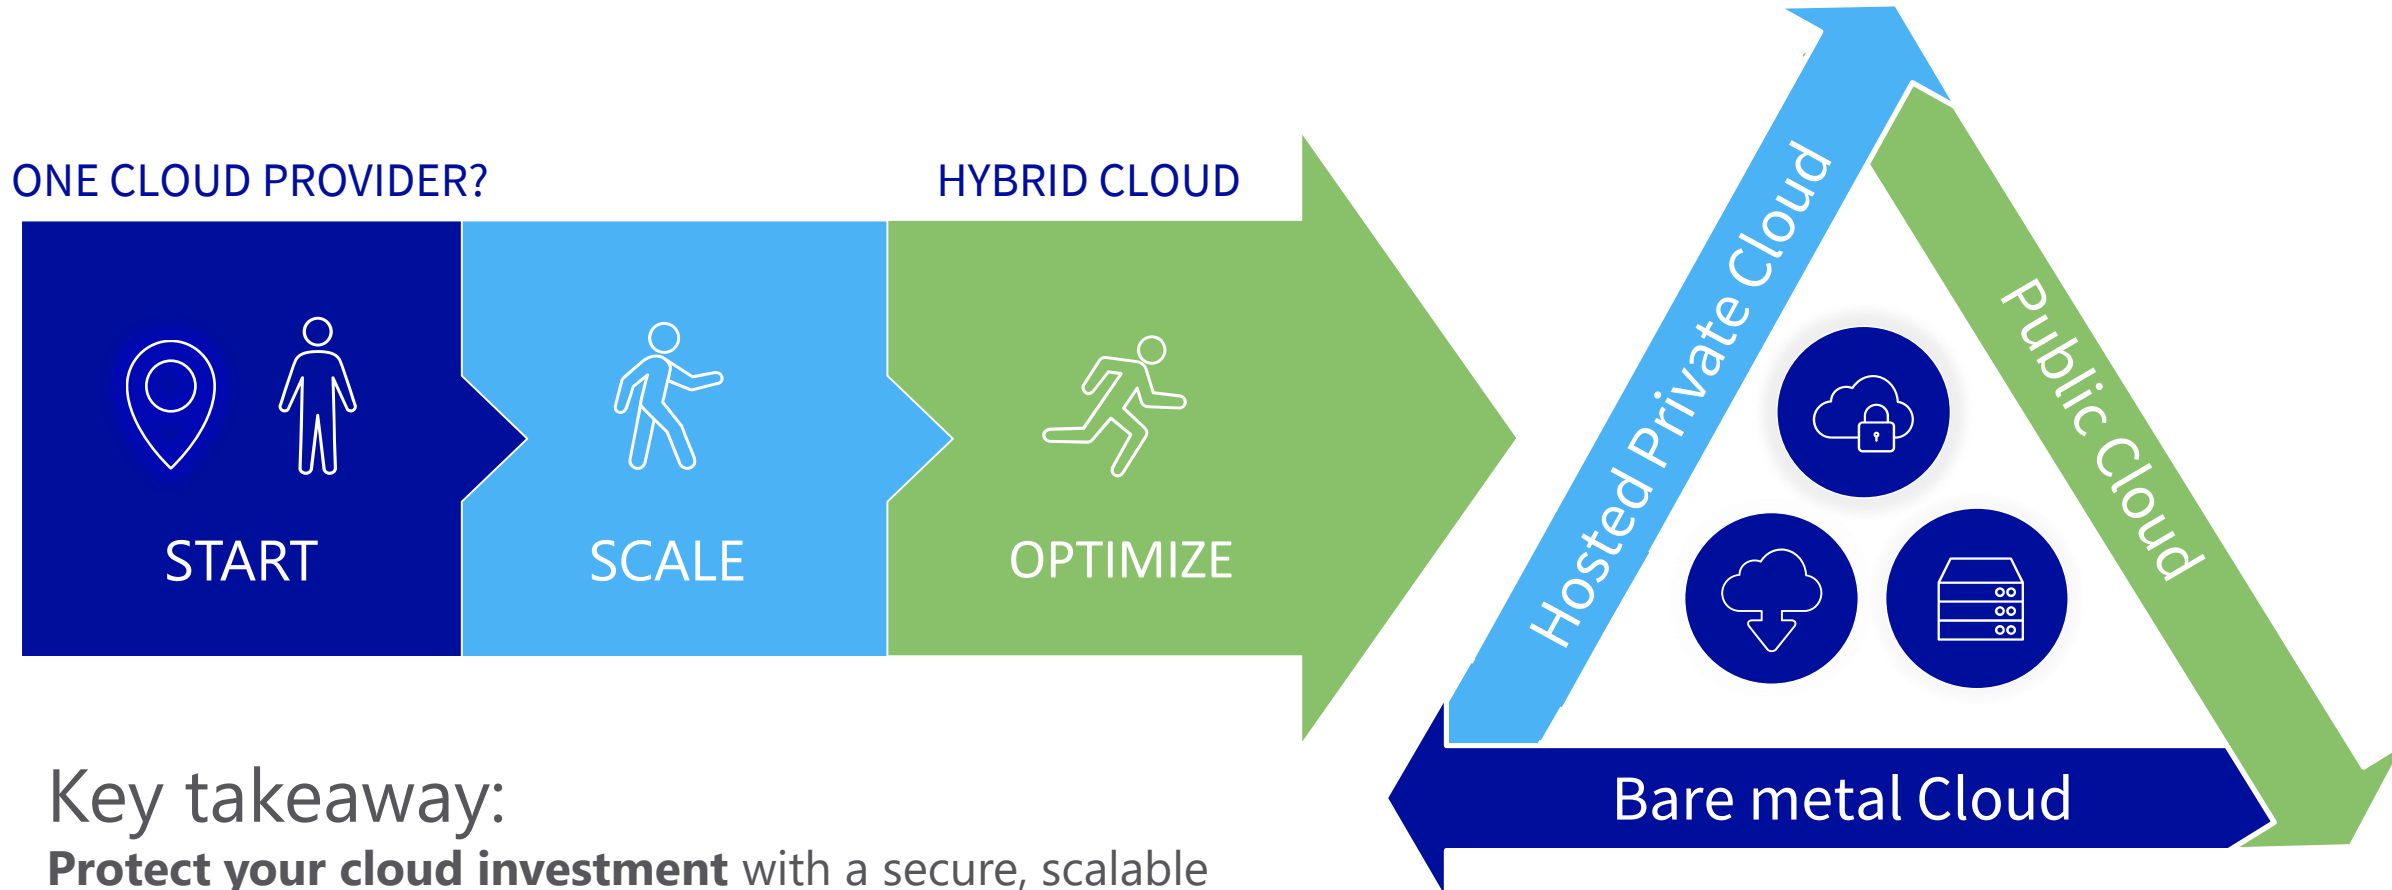 ONE CLOUD PROVIDER?
HYBRID CLOUD
START
SCALE
OPTIMIZE
Hosted Private Cloud
Public Cloud
Bare metal Cloud
Key takeaway:
Protect your cloud investment with a secure, scalable